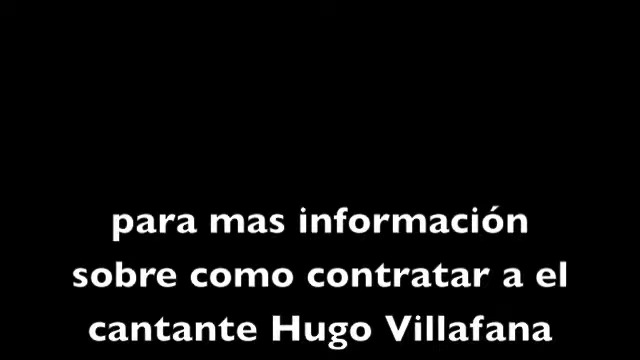 para mas información
sobre como contratar a el
cantante Hugo Villafana